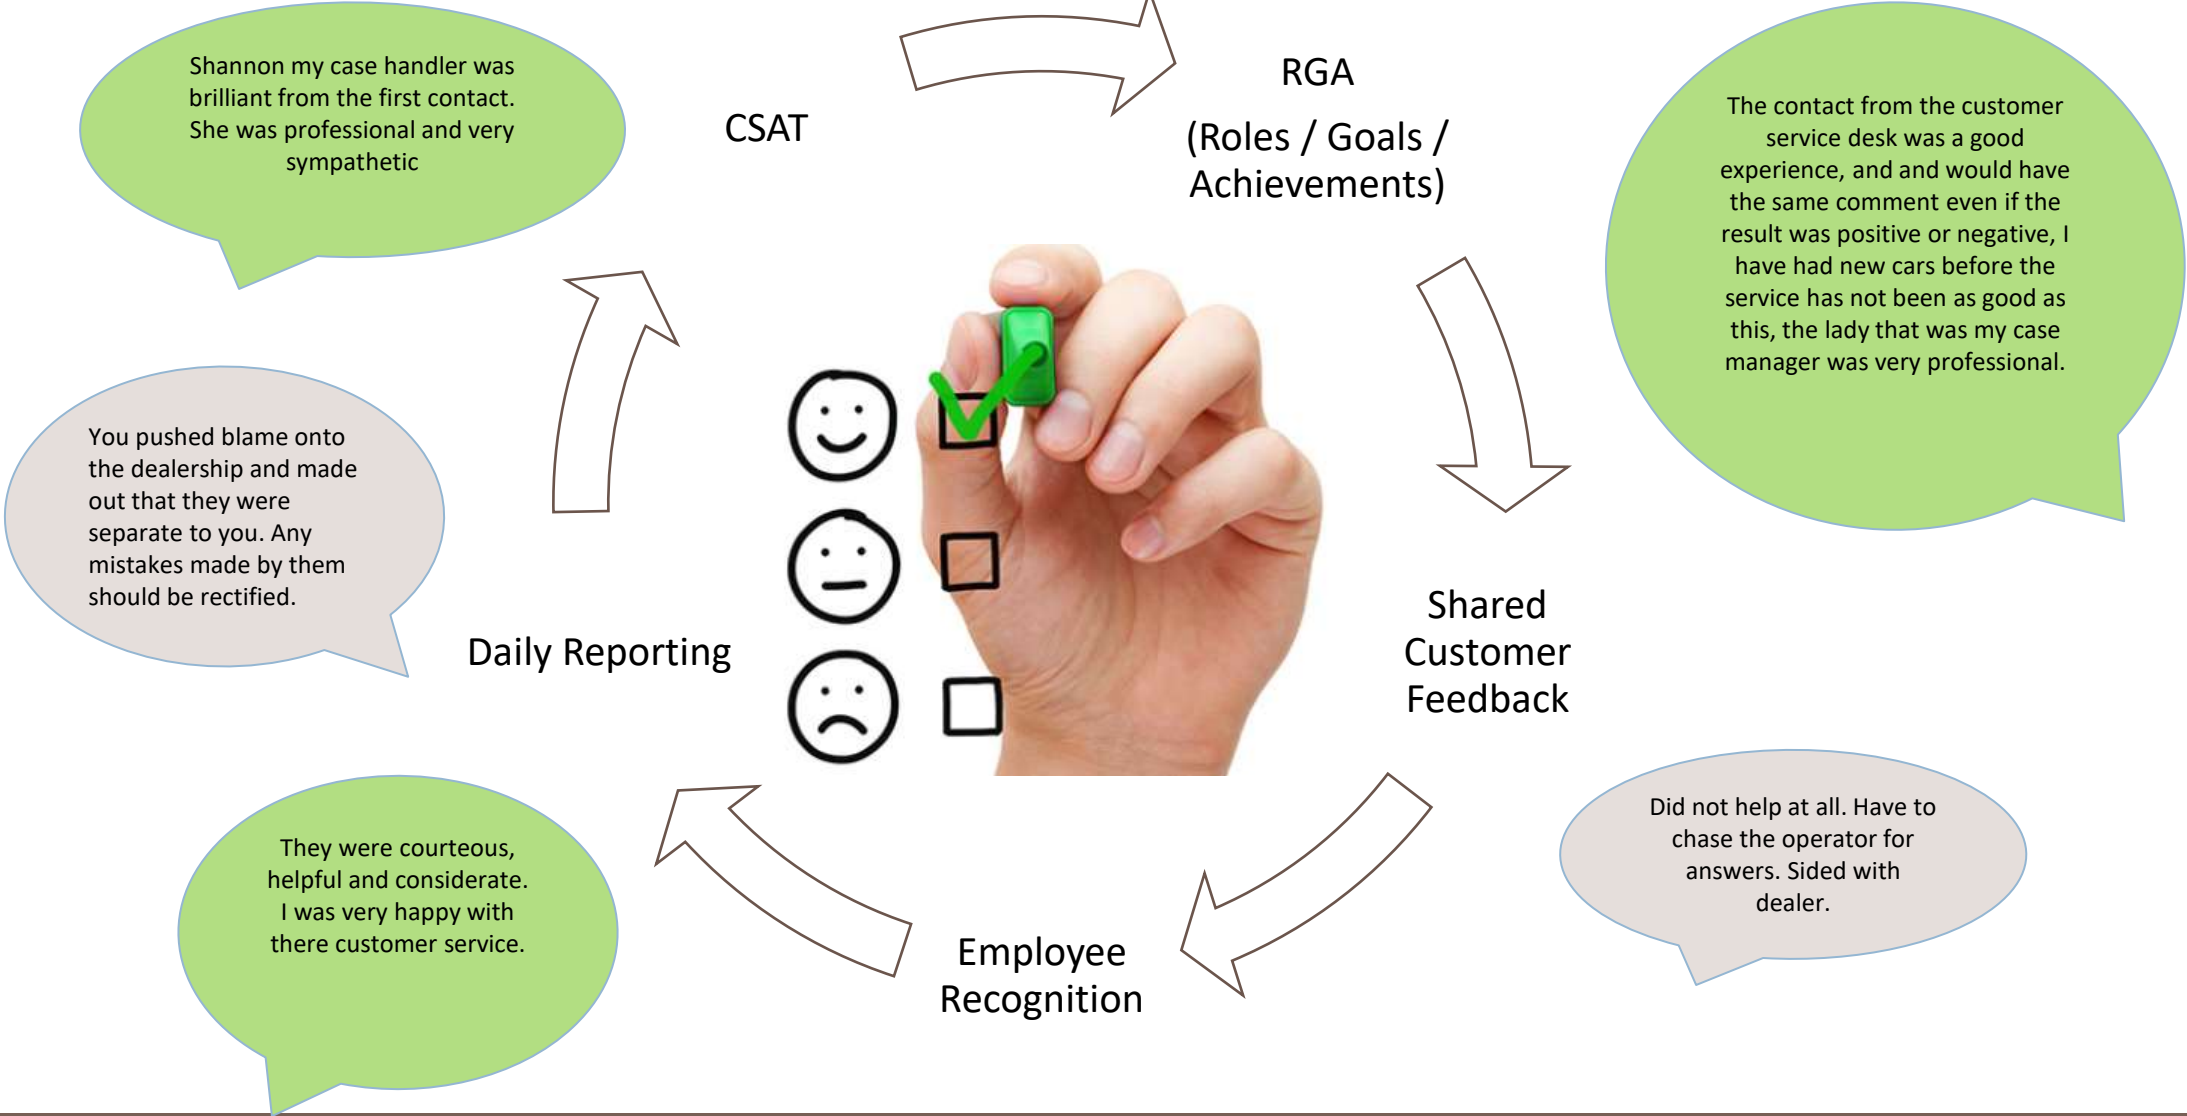 Shannon my case handler was
brilliant from the first contact.
She was professional and very
sympathetic
CSAT
RGA
(Roles / Goals /
Achievements)
The contact from the customer
service desk was a good
experience, and and would have
the same comment even if the
result was positive or negative, I
have had new cars before the
service has not been as good as
this, the lady that was my case
manager was very professional.
You pushed blame onto
the dealership and made
out that they were
separate to you. Any
mistakes made by them
should be rectified.
Daily Reporting
Shared
Customer
Feedback
They were courteous,
helpful and considerate.
I was very happy with
there customer service.
Employee
Recognition
Did not help at all. Have to
chase the operator for
answers. Sided with
dealer.